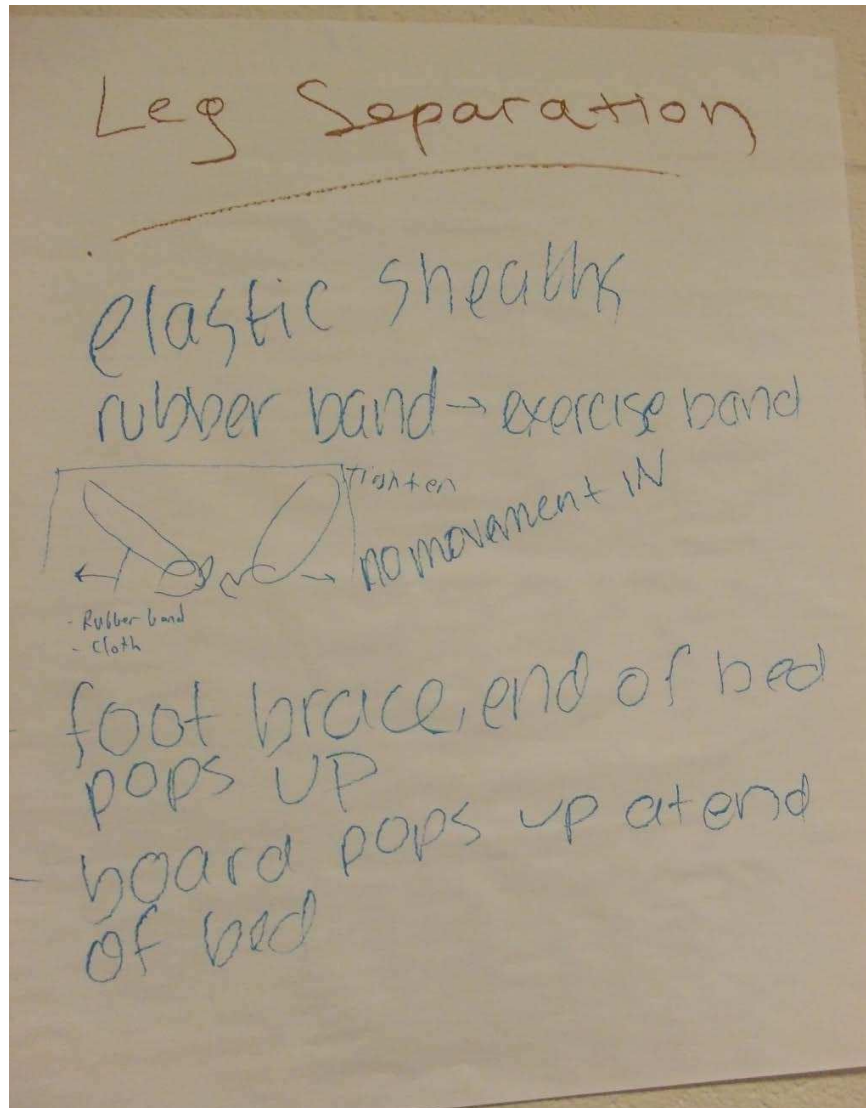 Leg Separation
elastic sheaths
rubber band → exercise band
Tighten
no movement IN
- Rubber band
- cloth
foot brace, end of bed
pops UP
- board pops up at end
of bed